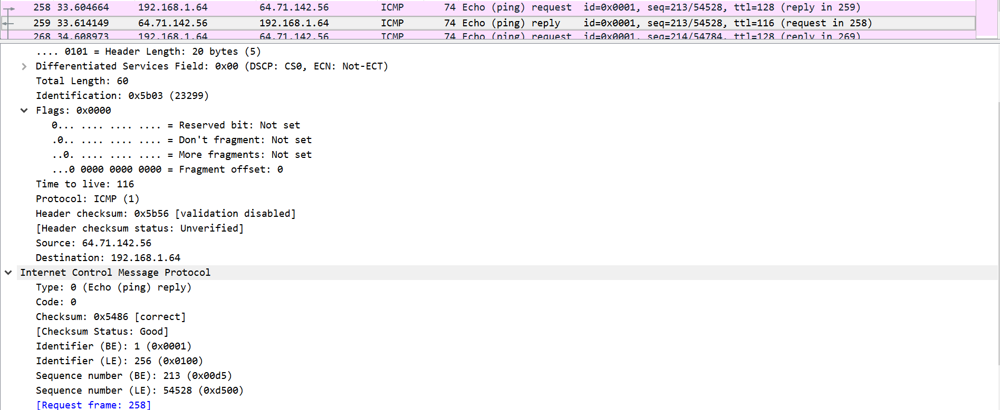 258 33.604664 192.168.1.64 64.71.142.56 ICMP 74 Echo (ping) request id=0x0001, seq=213/54528, ttl=128 (reply in 259)
259 33.614149 64.71.142.56 192.168.1.64 ICMP 74 Echo (ping) reply id=0x0001, seq=213/54528, ttl=116 (request in 258)
268 34.608973 192.168.1.64 64.71.142.56 ICMP 74 Echo (ping) request id=0x0001, seq=214/54784, ttl=128 (reply in 269)
.... 0101 = Header Length: 20 bytes (5)
Differentiated Services Field: 0x00 (DSCP: CS0, ECN: Not-ECT)
Total Length: 60
Identification: 0x5b03 (23299)
Flags: 0x0000
0... .... .... .... = Reserved bit: Not set
.0.. .... .... .... = Don't fragment: Not set
..0. .... .... .... = More fragments: Not set
...0 0000 0000 0000 = Fragment offset: 0
Time to live: 116
Protocol: ICMP (1)
Header checksum: 0x5b56 [validation disabled]
[Header checksum status: Unverified]
Source: 64.71.142.56
Destination: 192.168.1.64
Internet Control Message Protocol
Type: 0 (Echo (ping) reply)
Code: 0
Checksum: 0x5486 [correct]
[Checksum Status: Good]
Identifier (BE): 1 (0x0001)
Identifier (LE): 256 (0x0100)
Sequence number (BE): 213 (0x00d5)
Sequence number (LE): 54528 (0xd500)
[Request frame: 258]